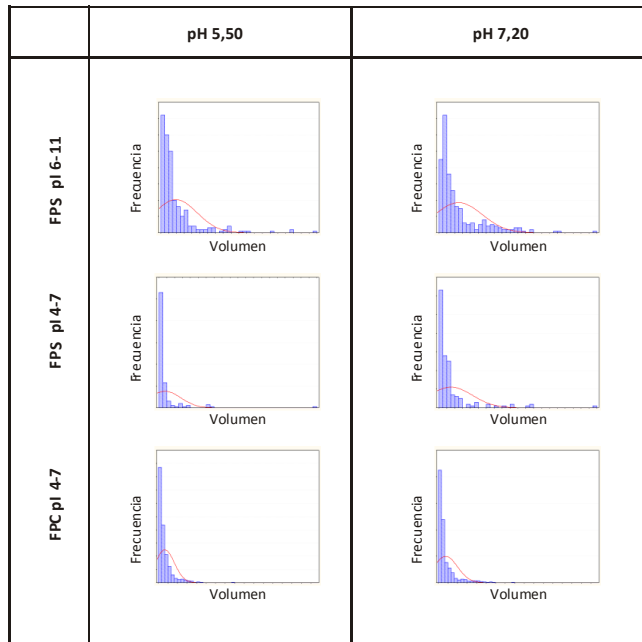 pH 5,50
pH 7,20
FPS pI 6-11
Frecuencia
Volumen
Frecuencia
Volumen
FPS pI 4-7
Frecuencia
Volumen
Frecuencia
Volumen
FPC pI 4-7
Frecuencia
Volumen
Frecuencia
Volumen